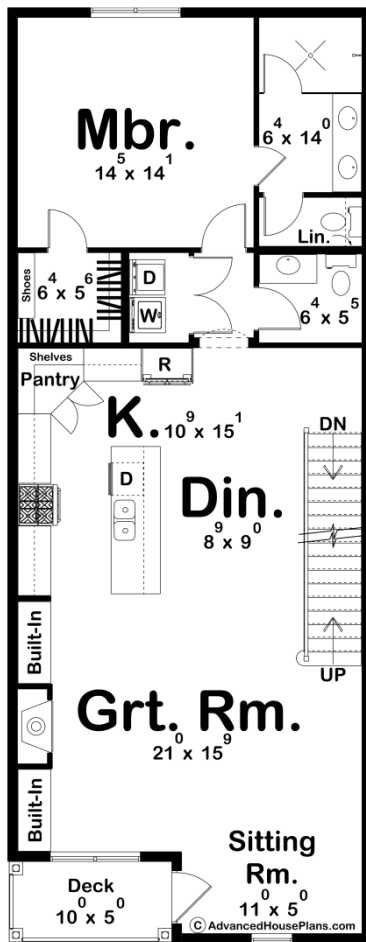 Mbr.
14⁵ x 14¹
6⁴ x 14⁰
Lin.
Shoes
6⁴ x 5⁶
D
W
6⁴ x 5⁵
Shelves
Pantry
R
K. 10⁹ x 15¹
DN
D
Din.
8⁹ x 9⁰
Built-In
UP
Grt. Rm.
21⁰ x 15⁹
Built-In
Sitting
Rm.
11⁰ x 5⁰
Deck
10⁰ x 5⁰
© AdvancedHousePlans.com